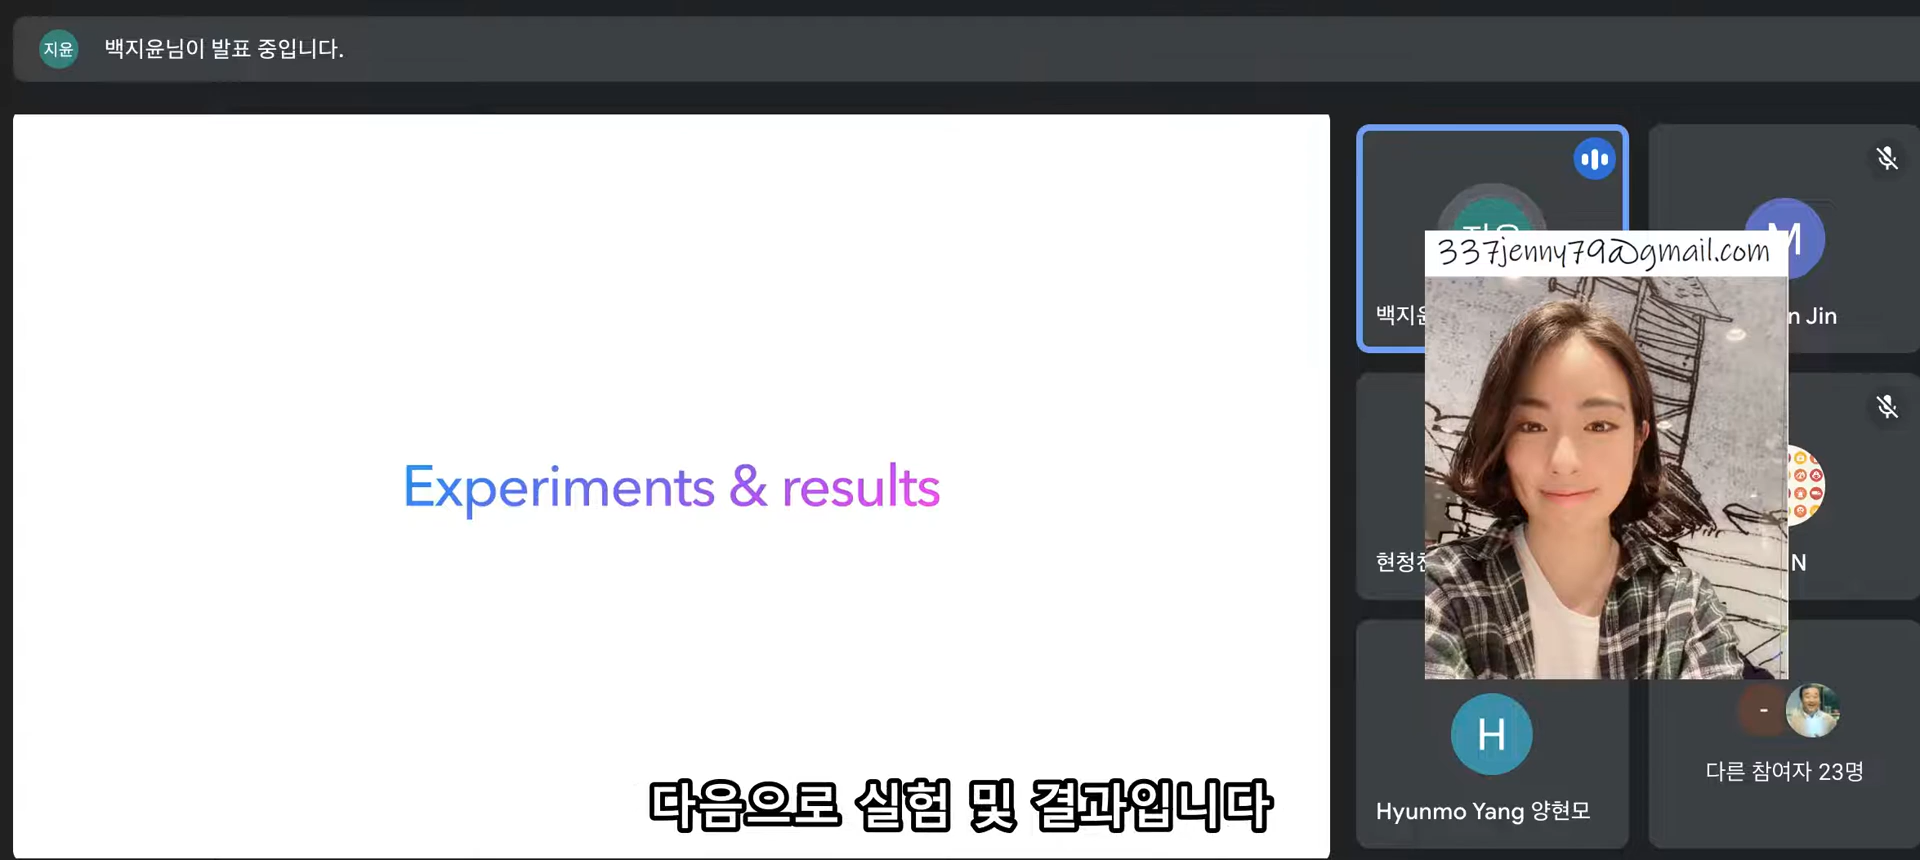 지윤
백지윤님이 발표 중입니다.
Experiments & results
337jenny79@gmail.com
M
n Jin
N
H
Hyunmo Yang 양현모
-
다른 참여자 23명
다음으로 실험 및 결과입니다